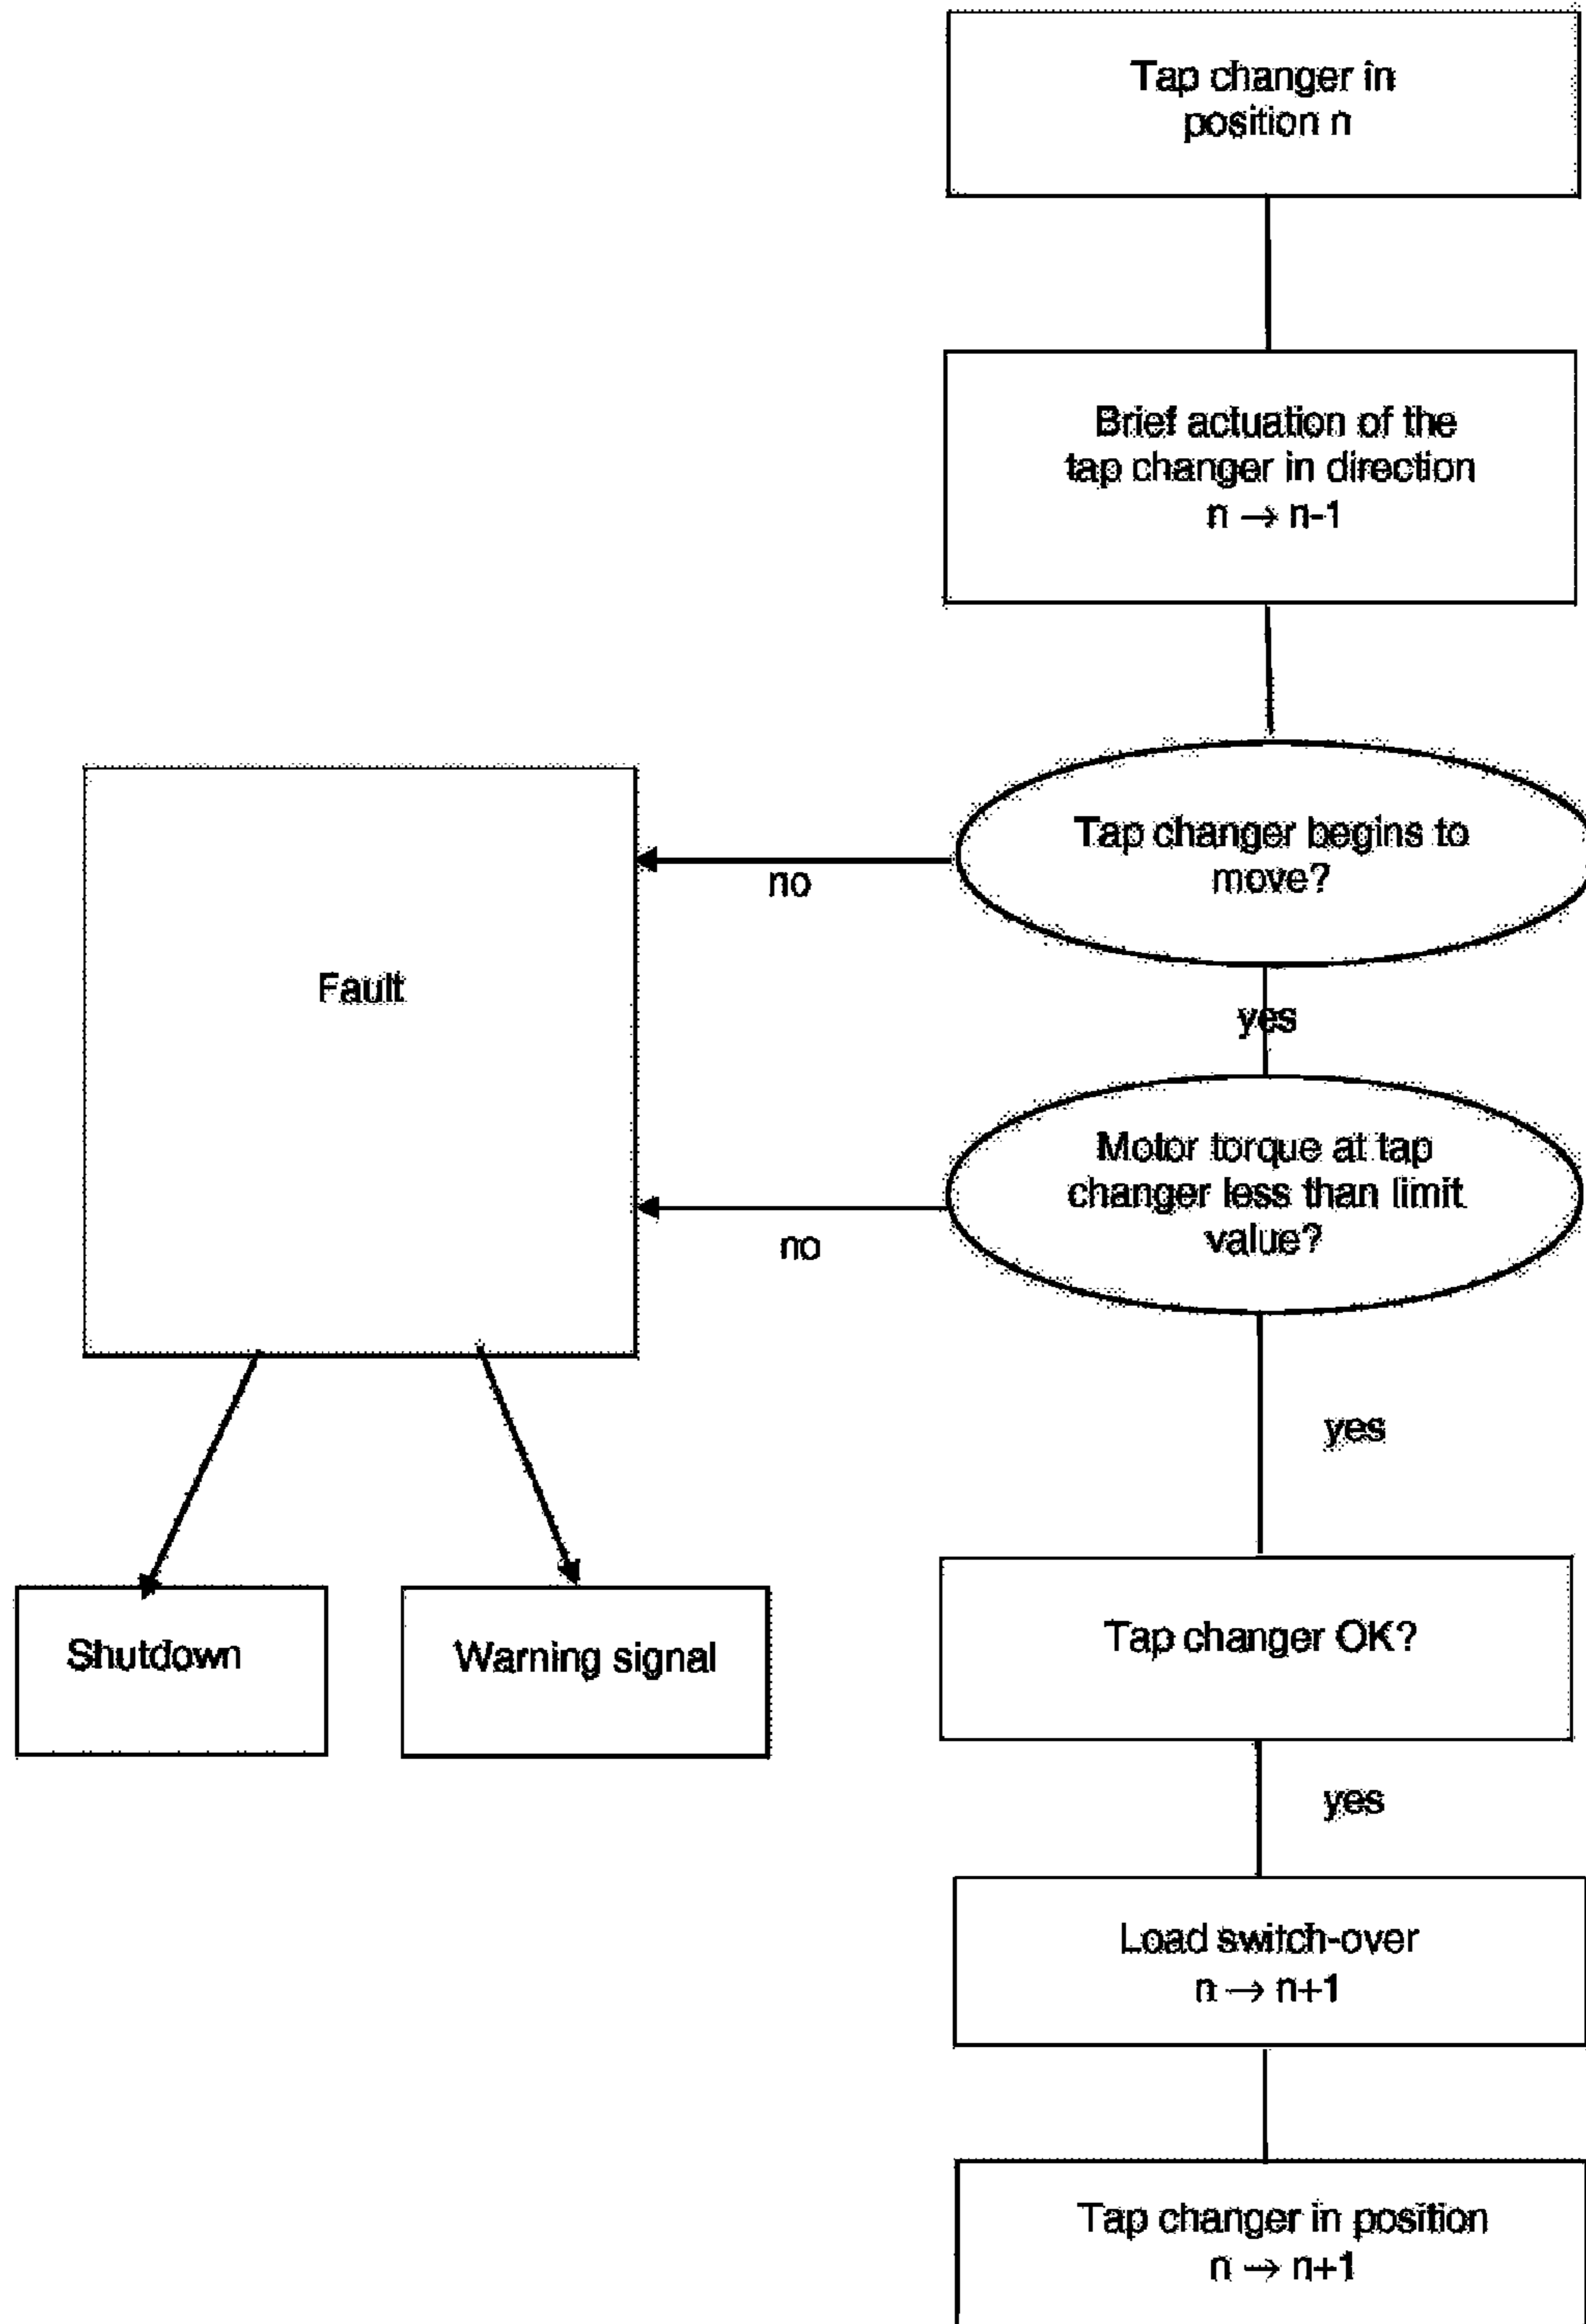 Tap changer in
position n
Brief actuation of the
tap changer in direction
n → n-1
Tap changer begins to
move?
no
Fault
yes
Motor torque at tap
changer less than limit
value?
no
yes
Shutdown
Warning signal
Tap changer OK?
yes
Load switch-over
n → n+1
Tap changer in position
n → n+1